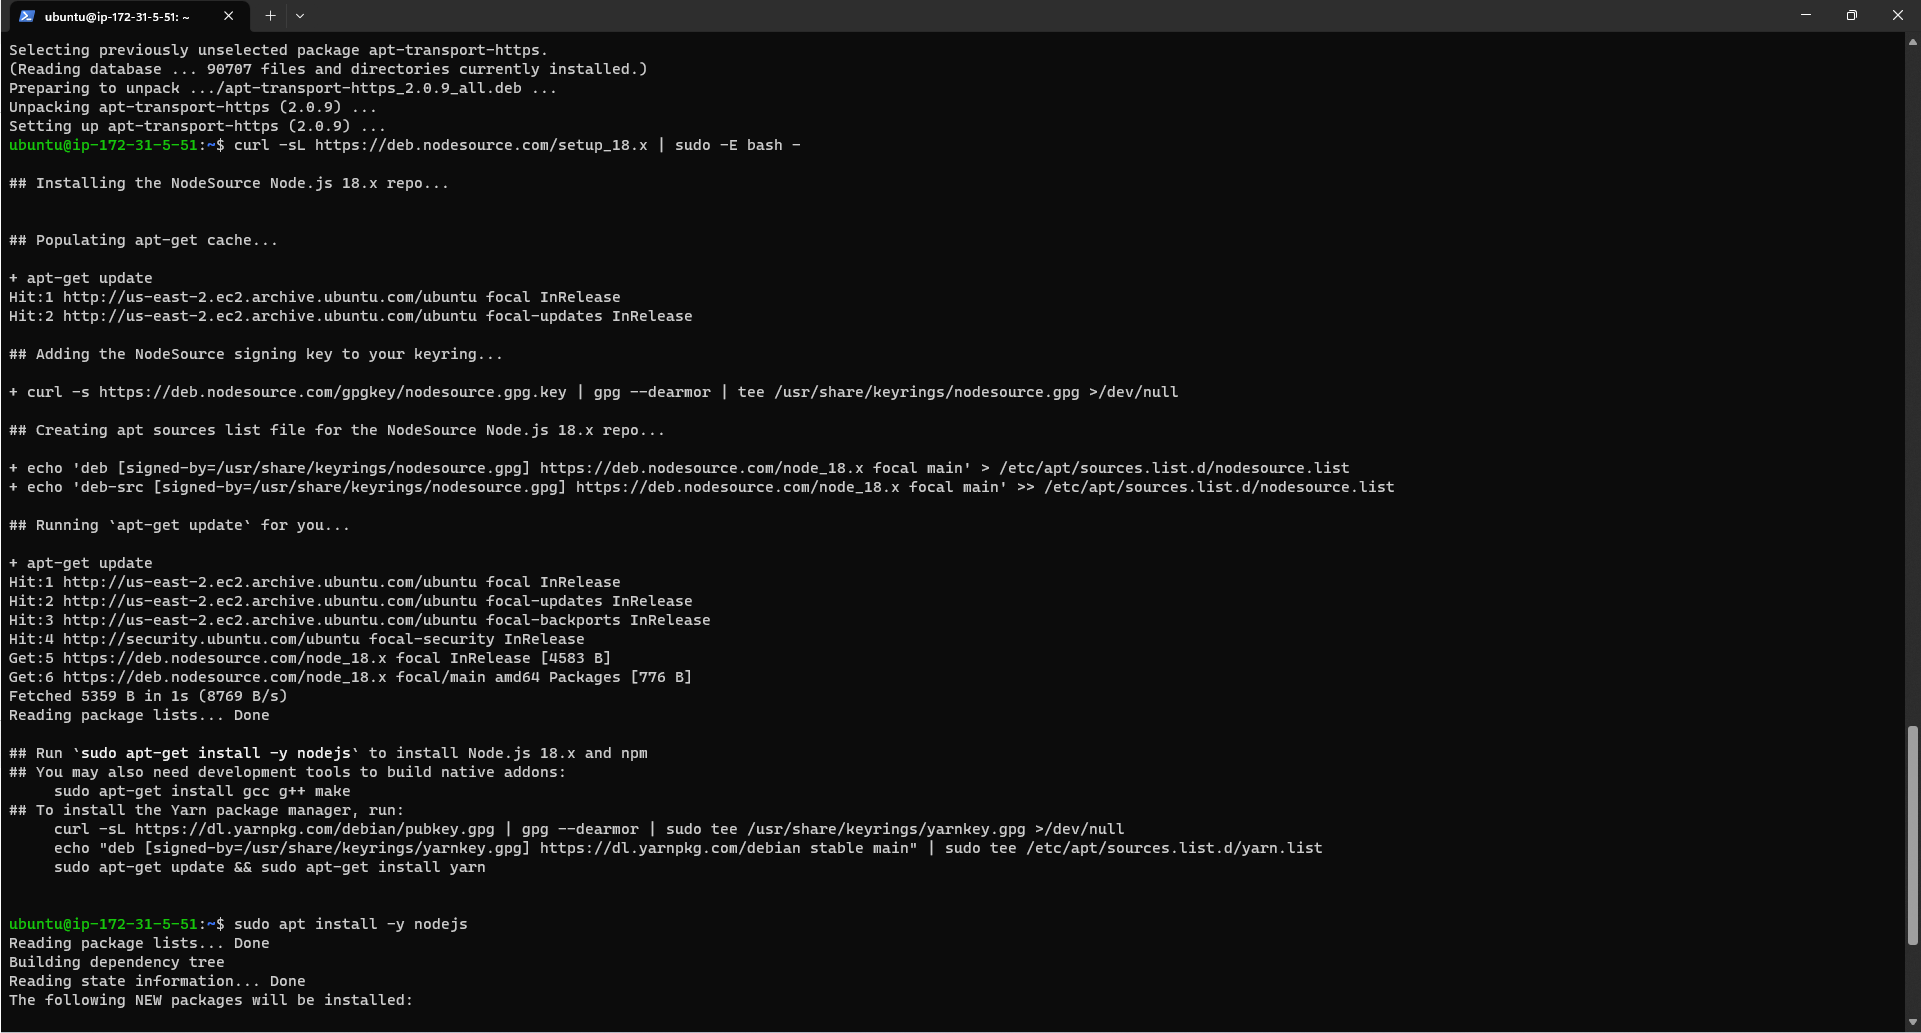 ubuntu@ip-172-31-5-51: ~
Selecting previously unselected package apt-transport-https.
(Reading database ... 90707 files and directories currently installed.)
Preparing to unpack .../apt-transport-https_2.0.9_all.deb ...
Unpacking apt-transport-https (2.0.9) ...
Setting up apt-transport-https (2.0.9) ...
ubuntu@ip-172-31-5-51:~$ curl -sL https://deb.nodesource.com/setup_18.x | sudo -E bash -
## Installing the NodeSource Node.js 18.x repo...
## Populating apt-get cache...
+ apt-get update
Hit:1 http://us-east-2.ec2.archive.ubuntu.com/ubuntu focal InRelease
Hit:2 http://us-east-2.ec2.archive.ubuntu.com/ubuntu focal-updates InRelease
## Adding the NodeSource signing key to your keyring...
+ curl -s https://deb.nodesource.com/gpgkey/nodesource.gpg.key | gpg --dearmor | tee /usr/share/keyrings/nodesource.gpg >/dev/null
## Creating apt sources list file for the NodeSource Node.js 18.x repo...
+ echo 'deb [signed-by=/usr/share/keyrings/nodesource.gpg] https://deb.nodesource.com/node_18.x focal main' > /etc/apt/sources.list.d/nodesource.list
+ echo 'deb-src [signed-by=/usr/share/keyrings/nodesource.gpg] https://deb.nodesource.com/node_18.x focal main' >> /etc/apt/sources.list.d/nodesource.list
## Running `apt-get update` for you...
+ apt-get update
Hit:1 http://us-east-2.ec2.archive.ubuntu.com/ubuntu focal InRelease
Hit:2 http://us-east-2.ec2.archive.ubuntu.com/ubuntu focal-updates InRelease
Hit:3 http://us-east-2.ec2.archive.ubuntu.com/ubuntu focal-backports InRelease
Hit:4 http://security.ubuntu.com/ubuntu focal-security InRelease
Get:5 https://deb.nodesource.com/node_18.x focal InRelease [4583 B]
Get:6 https://deb.nodesource.com/node_18.x focal/main amd64 Packages [776 B]
Fetched 5359 B in 1s (8769 B/s)
Reading package lists... Done
## Run `sudo apt-get install -y nodejs` to install Node.js 18.x and npm
## You may also need development tools to build native addons:
     sudo apt-get install gcc g++ make
## To install the Yarn package manager, run:
     curl -sL https://dl.yarnpkg.com/debian/pubkey.gpg | gpg --dearmor | sudo tee /usr/share/keyrings/yarnkey.gpg >/dev/null
     echo "deb [signed-by=/usr/share/keyrings/yarnkey.gpg] https://dl.yarnpkg.com/debian stable main" | sudo tee /etc/apt/sources.list.d/yarn.list
     sudo apt-get update && sudo apt-get install yarn
ubuntu@ip-172-31-5-51:~$ sudo apt install -y nodejs
Reading package lists... Done
Building dependency tree
Reading state information... Done
The following NEW packages will be installed: